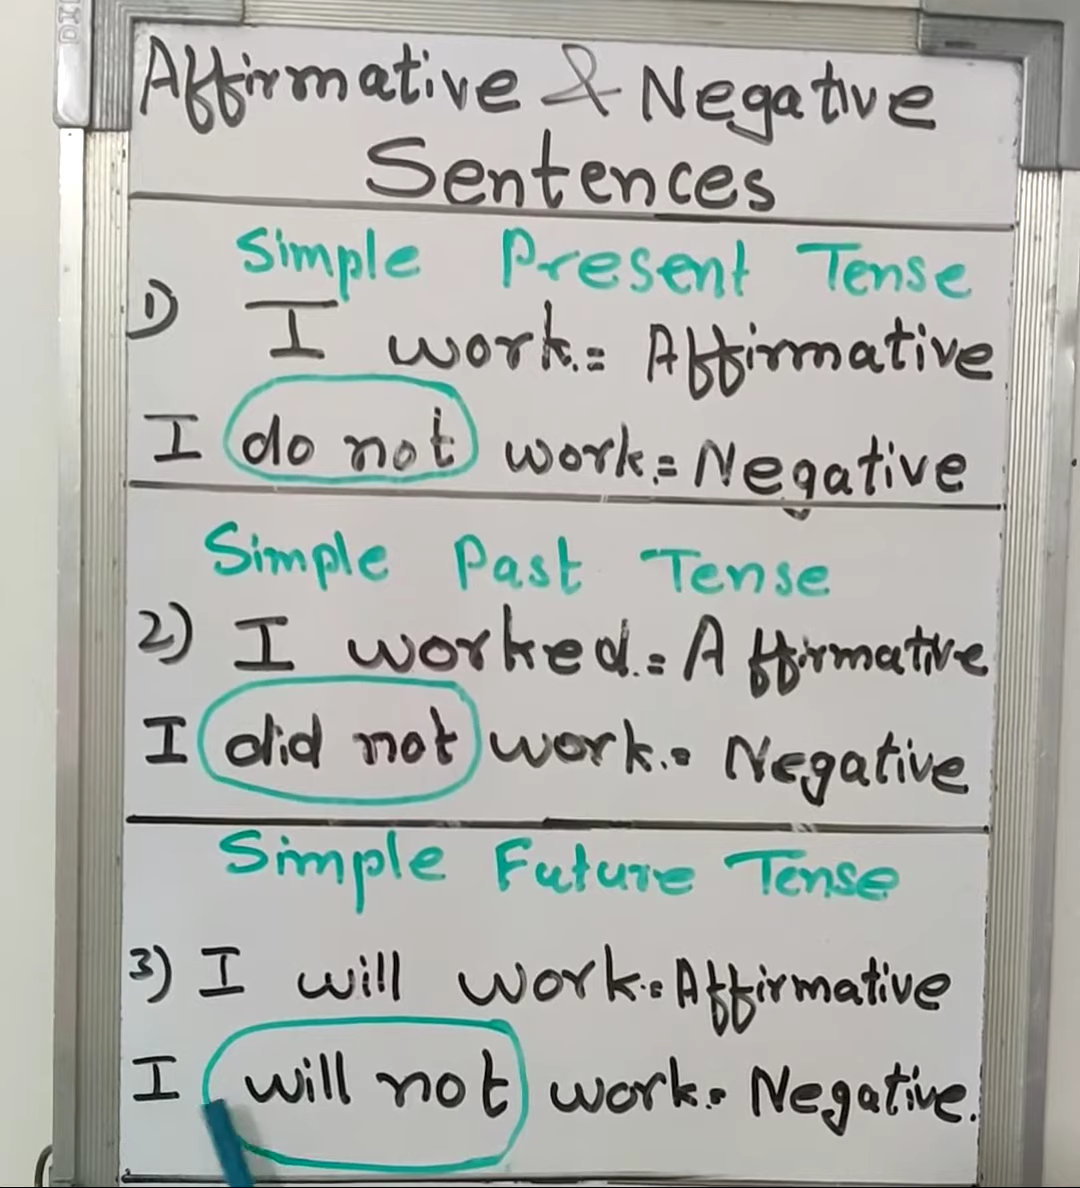 Affirmative & Negative
Sentences
Simple Present Tense
1) I work. = Affirmative
I do not work. = Negative
Simple Past Tense
2) I worked. = Affirmative
I did not work. = Negative
Simple Future Tense
3) I will work. = Affirmative
I will not work. = Negative.